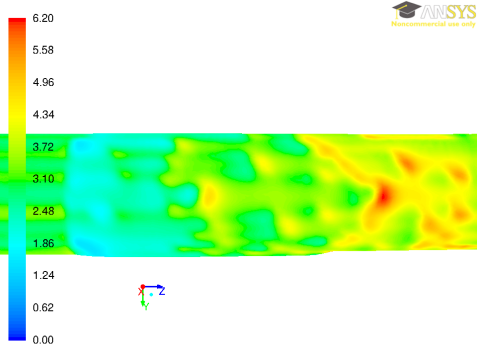 6.20
ANSYS
Noncommercial use only
5.58
4.96
4.34
3.72
3.10
2.48
1.86
1.24
0.62
0.00
X Z
Y